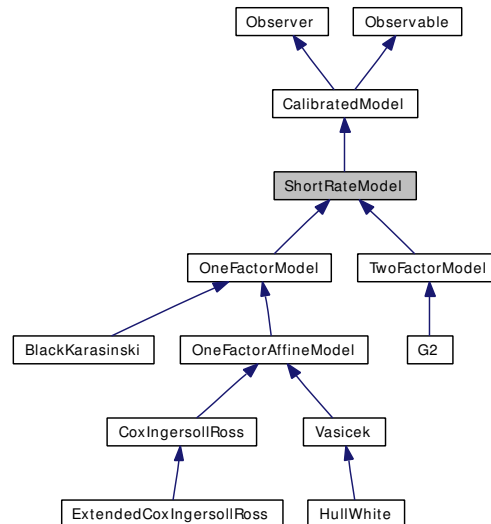 Observer
Observable
CalibratedModel
ShortRateModel
OneFactorModel
TwoFactorModel
BlackKarasinski
OneFactorAffineModel
G2
CoxIngersollRoss
Vasicek
ExtendedCoxIngersollRoss
HullWhite